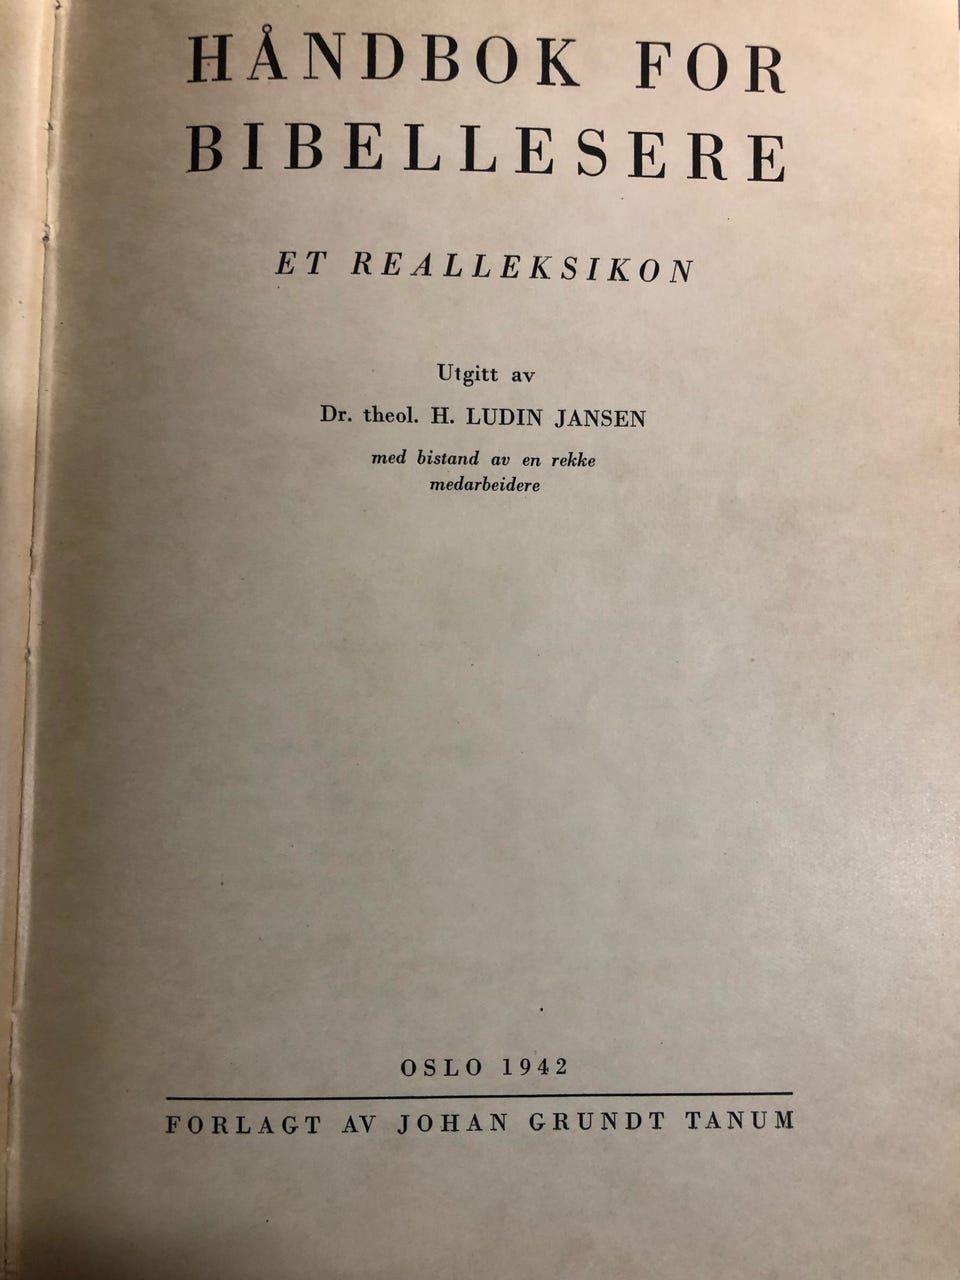 HÅNDBOK FOR
BIBELLESERE
ET REALLEKSIKON
Utgitt av
Dr. theol. H. LUDIN JANSEN
med bistand av en rekke
medarbeidere
OSLO 1942
FORLAGT AV JOHAN GRUNDT TANUM